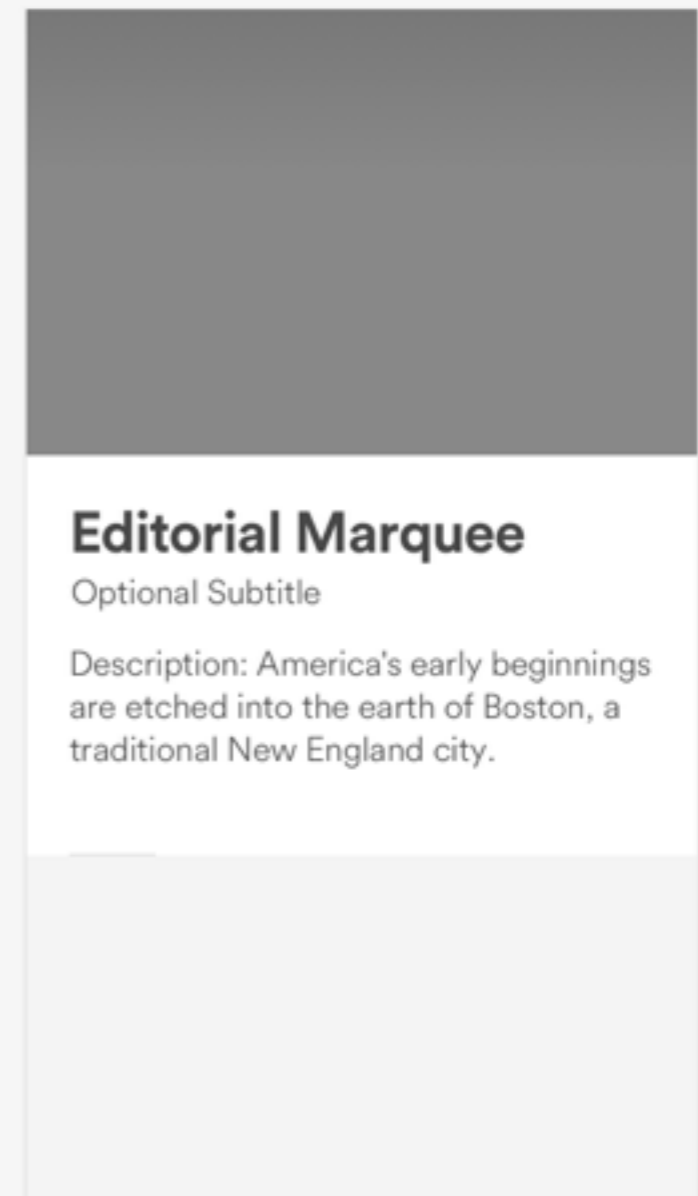 Editorial Marquee
Optional Subtitle
Description: America's early beginnings
are etched into the earth of Boston, a
traditional New England city.